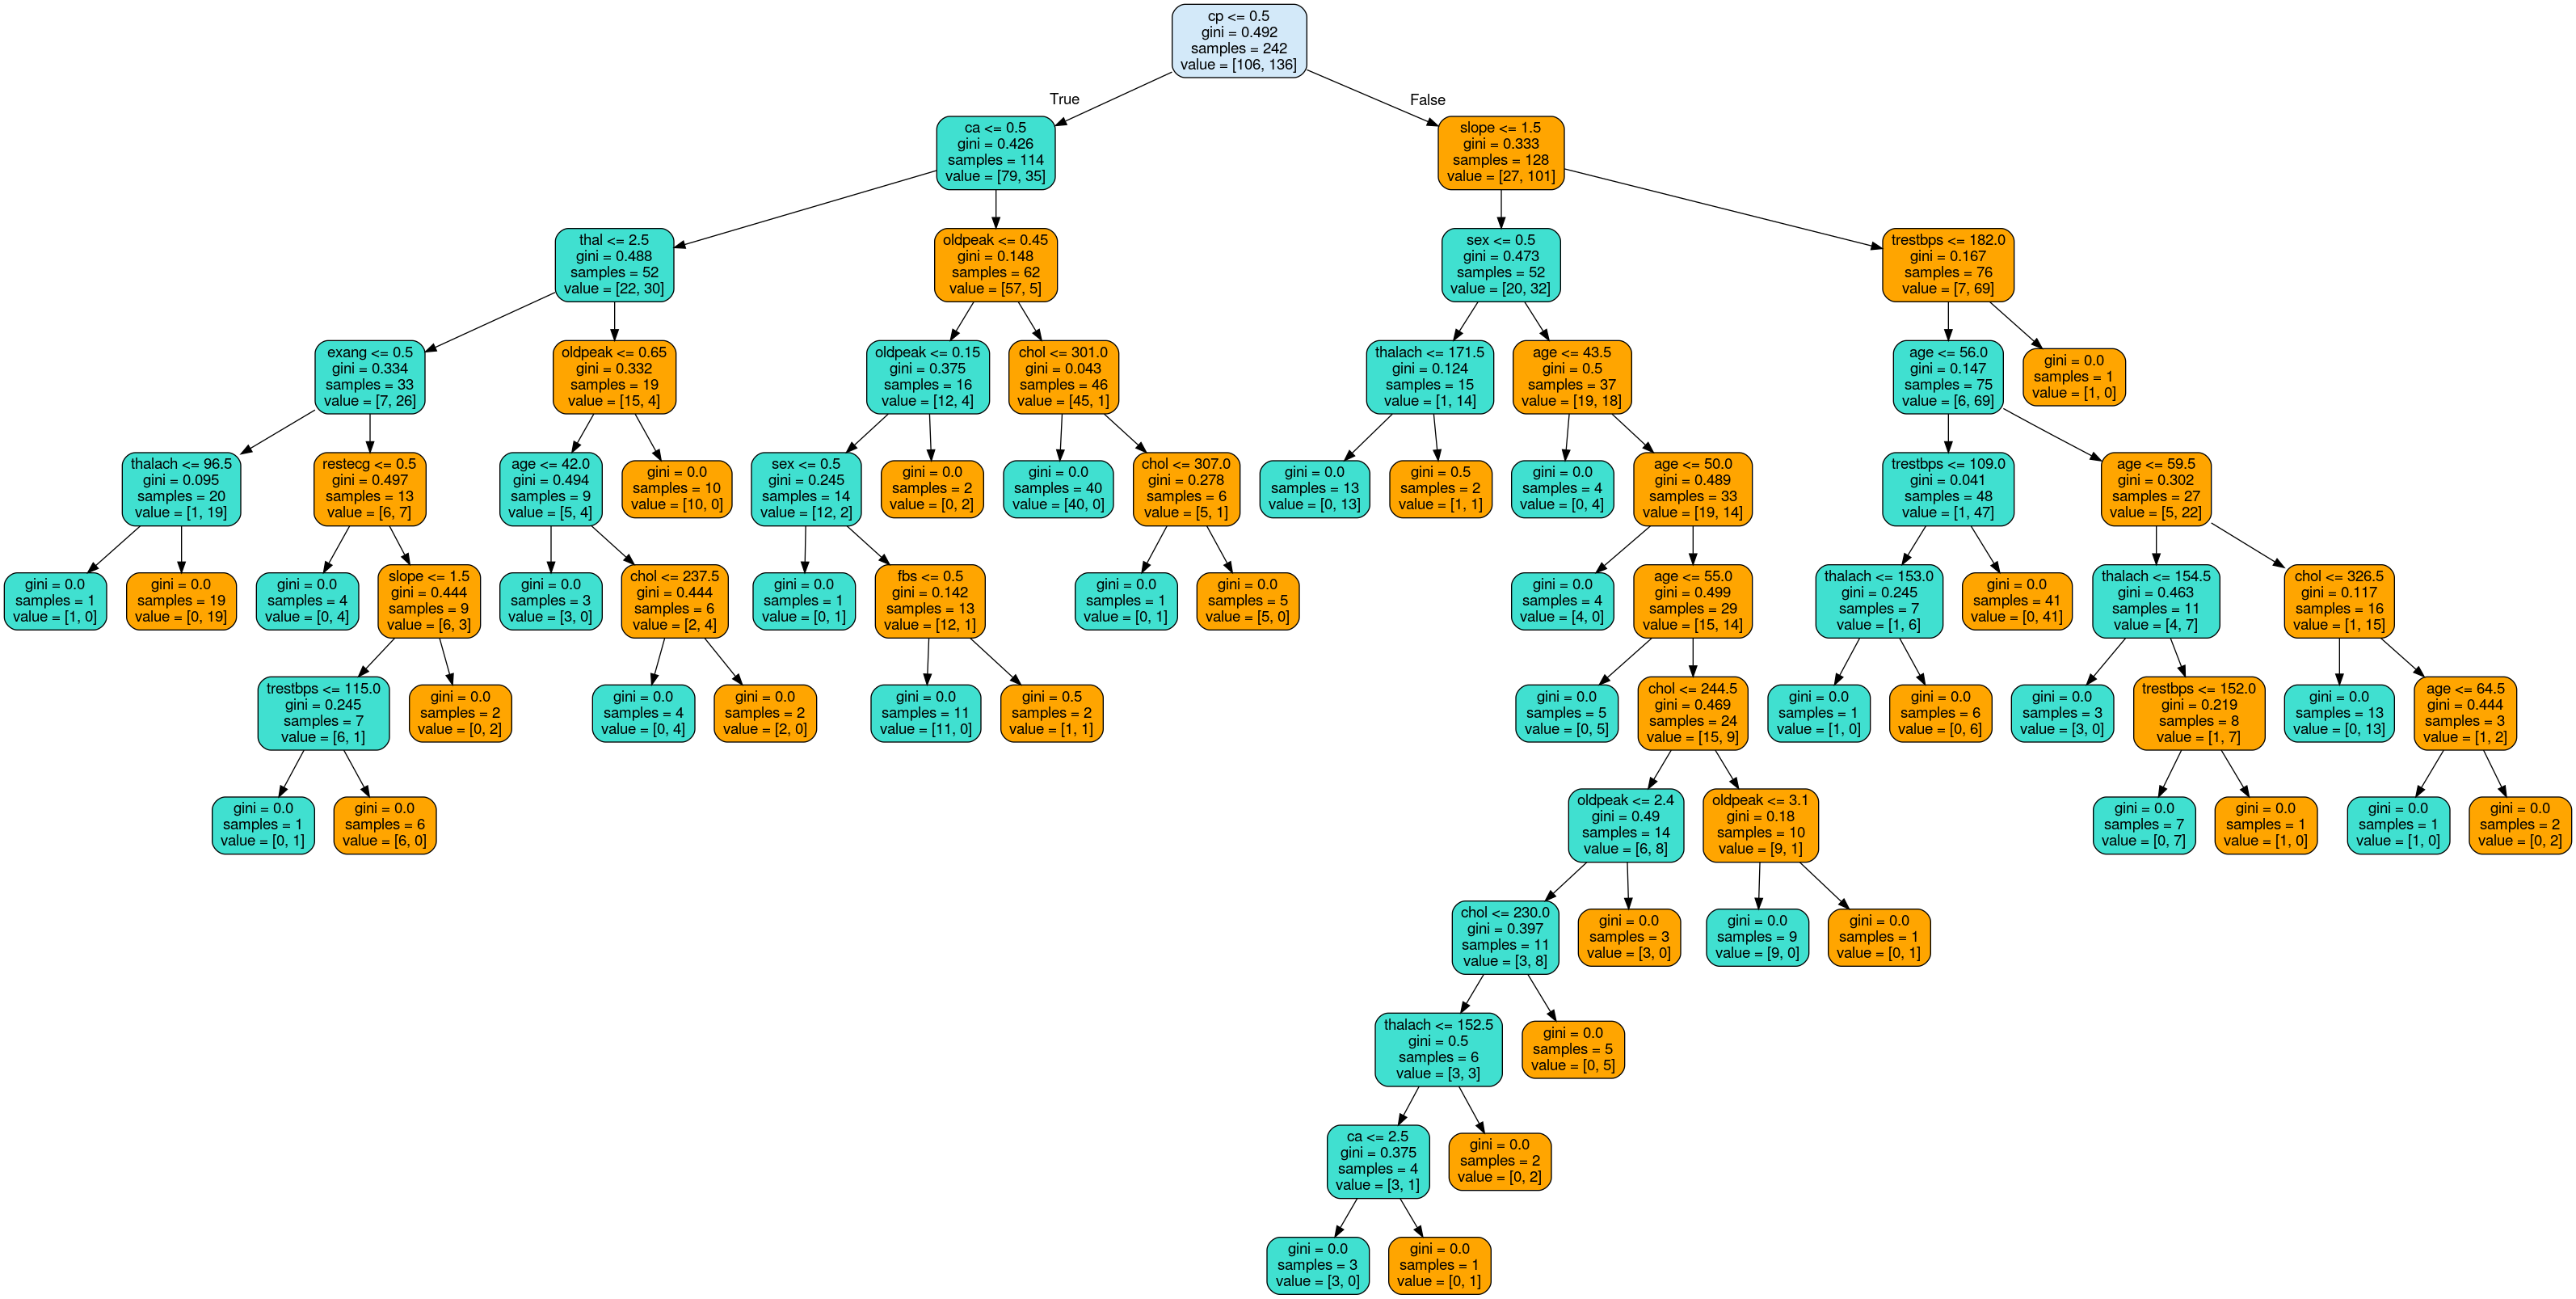 cp <= 0.5
gini = 0.492
samples = 242
value = [106, 136]
True
False
ca <= 0.5
gini = 0.426
samples = 114
value = [79, 35]
slope <= 1.5
gini = 0.333
samples = 128
value = [27, 101]
thal <= 2.5
gini = 0.488
samples = 52
value = [22, 30]
oldpeak <= 0.45
gini = 0.148
samples = 62
value = [57, 5]
sex <= 0.5
gini = 0.473
samples = 52
value = [20, 32]
trestbps <= 182.0
gini = 0.167
samples = 76
value = [7, 69]
exang <= 0.5
gini = 0.334
samples = 33
value = [7, 26]
oldpeak <= 0.65
gini = 0.332
samples = 19
value = [15, 4]
oldpeak <= 0.15
gini = 0.375
samples = 16
value = [12, 4]
chol <= 301.0
gini = 0.043
samples = 46
value = [45, 1]
thalach <= 171.5
gini = 0.124
samples = 15
value = [1, 14]
age <= 43.5
gini = 0.5
samples = 37
value = [19, 18]
age <= 56.0
gini = 0.147
samples = 75
value = [6, 69]
gini = 0.0
samples = 1
value = [1, 0]
thalach <= 96.5
gini = 0.095
samples = 20
value = [1, 19]
restecg <= 0.5
gini = 0.497
samples = 13
value = [6, 7]
age <= 42.0
gini = 0.494
samples = 9
value = [5, 4]
gini = 0.0
samples = 10
value = [10, 0]
sex <= 0.5
gini = 0.245
samples = 14
value = [12, 2]
gini = 0.0
samples = 2
value = [0, 2]
gini = 0.0
samples = 40
value = [40, 0]
chol <= 307.0
gini = 0.278
samples = 6
value = [5, 1]
gini = 0.0
samples = 13
value = [0, 13]
gini = 0.5
samples = 2
value = [1, 1]
gini = 0.0
samples = 4
value = [0, 4]
age <= 50.0
gini = 0.489
samples = 33
value = [19, 14]
trestbps <= 109.0
gini = 0.041
samples = 48
value = [1, 47]
age <= 59.5
gini = 0.302
samples = 27
value = [5, 22]
gini = 0.0
samples = 1
value = [1, 0]
gini = 0.0
samples = 19
value = [0, 19]
gini = 0.0
samples = 4
value = [0, 4]
slope <= 1.5
gini = 0.444
samples = 9
value = [6, 3]
gini = 0.0
samples = 3
value = [3, 0]
chol <= 237.5
gini = 0.444
samples = 6
value = [2, 4]
gini = 0.0
samples = 1
value = [0, 1]
fbs <= 0.5
gini = 0.142
samples = 13
value = [12, 1]
gini = 0.0
samples = 1
value = [0, 1]
gini = 0.0
samples = 5
value = [5, 0]
gini = 0.0
samples = 4
value = [4, 0]
age <= 55.0
gini = 0.499
samples = 29
value = [15, 14]
thalach <= 153.0
gini = 0.245
samples = 7
value = [1, 6]
gini = 0.0
samples = 41
value = [0, 41]
thalach <= 154.5
gini = 0.463
samples = 11
value = [4, 7]
chol <= 326.5
gini = 0.117
samples = 16
value = [1, 15]
trestbps <= 115.0
gini = 0.245
samples = 7
value = [6, 1]
gini = 0.0
samples = 2
value = [0, 2]
gini = 0.0
samples = 4
value = [0, 4]
gini = 0.0
samples = 2
value = [2, 0]
gini = 0.0
samples = 11
value = [11, 0]
gini = 0.5
samples = 2
value = [1, 1]
gini = 0.0
samples = 5
value = [0, 5]
chol <= 244.5
gini = 0.469
samples = 24
value = [15, 9]
gini = 0.0
samples = 1
value = [1, 0]
gini = 0.0
samples = 6
value = [0, 6]
gini = 0.0
samples = 3
value = [3, 0]
trestbps <= 152.0
gini = 0.219
samples = 8
value = [1, 7]
gini = 0.0
samples = 13
value = [0, 13]
age <= 64.5
gini = 0.444
samples = 3
value = [1, 2]
gini = 0.0
samples = 1
value = [0, 1]
gini = 0.0
samples = 6
value = [6, 0]
oldpeak <= 2.4
gini = 0.49
samples = 14
value = [6, 8]
oldpeak <= 3.1
gini = 0.18
samples = 10
value = [9, 1]
gini = 0.0
samples = 7
value = [0, 7]
gini = 0.0
samples = 1
value = [1, 0]
gini = 0.0
samples = 1
value = [1, 0]
gini = 0.0
samples = 2
value = [0, 2]
chol <= 230.0
gini = 0.397
samples = 11
value = [3, 8]
gini = 0.0
samples = 3
value = [3, 0]
gini = 0.0
samples = 9
value = [9, 0]
gini = 0.0
samples = 1
value = [0, 1]
thalach <= 152.5
gini = 0.5
samples = 6
value = [3, 3]
gini = 0.0
samples = 5
value = [0, 5]
ca <= 2.5
gini = 0.375
samples = 4
value = [3, 1]
gini = 0.0
samples = 2
value = [0, 2]
gini = 0.0
samples = 3
value = [3, 0]
gini = 0.0
samples = 1
value = [0, 1]